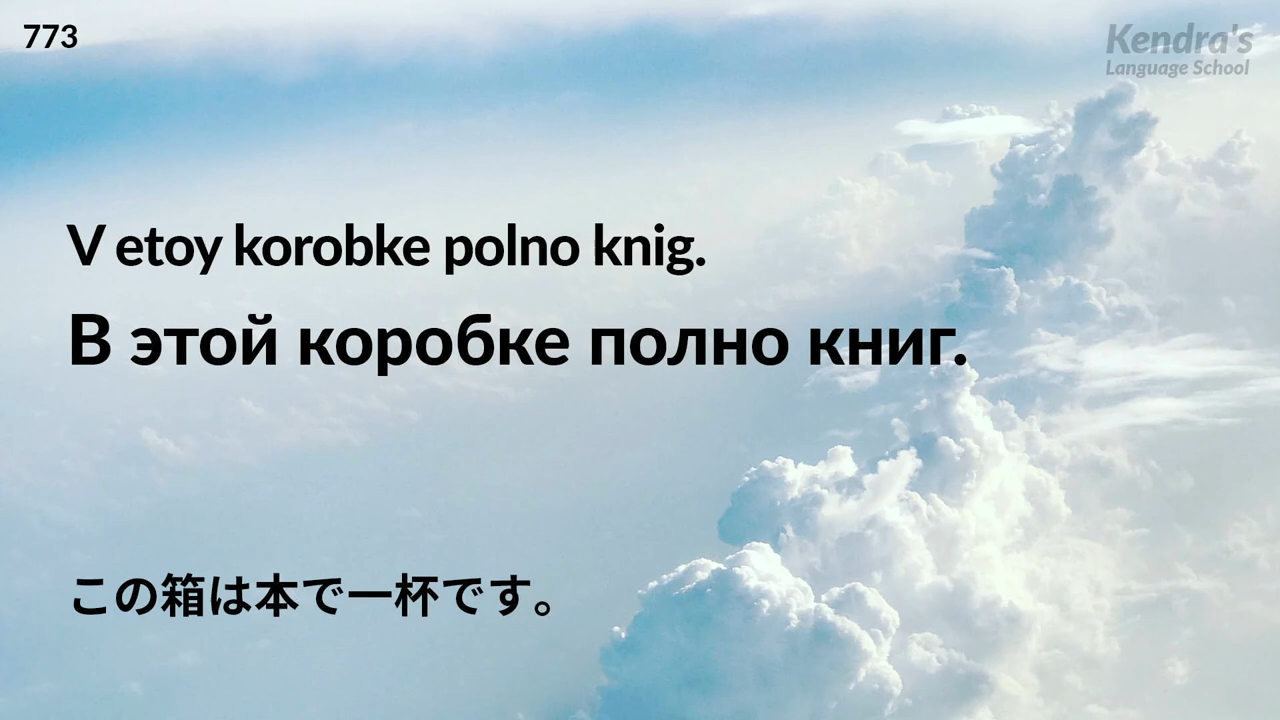 773
Kendra's
Language School
V etoy korobke polno knig.
В этой коробке полно книг.
この箱は本で一杯です。